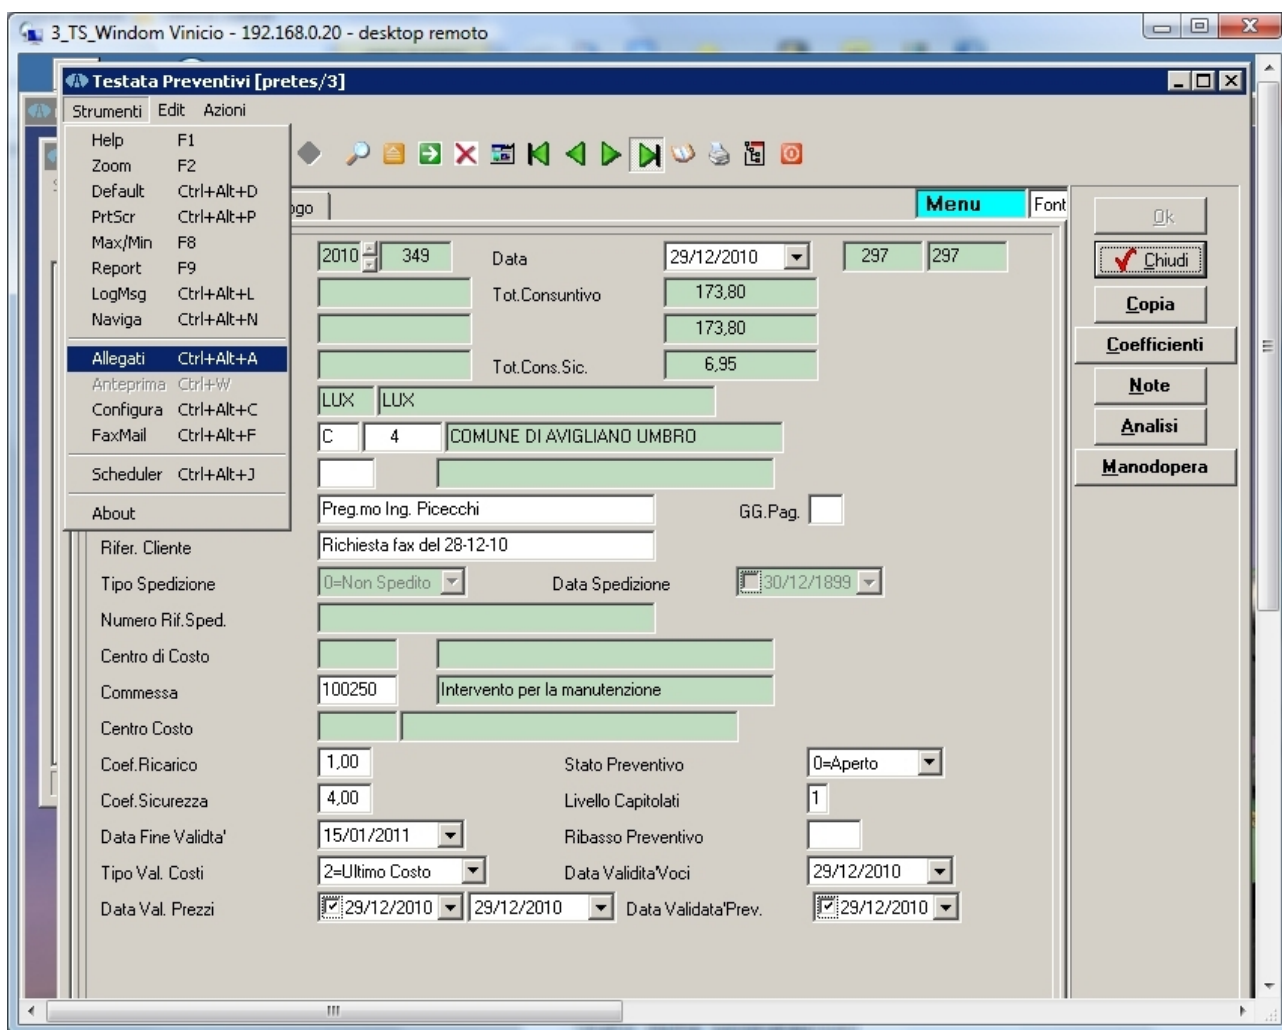 3_TS_Windom Vinicio - 192.168.0.20 - desktop remoto
Testata Preventivi [pretes/3]
Strumenti Edit Azioni
Help F1
Zoom F2
Default Ctrl+Alt+D
PrtScr Ctrl+Alt+P
Max/Min F8
Report F9
LogMsg Ctrl+Alt+L
Naviga Ctrl+Alt+N
Allegati Ctrl+Alt+A
Anteprima Ctrl+W
Configura Ctrl+Alt+C
FaxMail Ctrl+Alt+F
Scheduler Ctrl+Alt+J
About
ogo Menu Font
2010 349 Data 29/12/2010 297 297
Tot.Consuntivo 173,80
173,80
Tot.Cons.Sic. 6,95
LUX LUX
C 4 COMUNE DI AVIGLIANO UMBRO
Preg.mo Ing. Picecchi GG.Pag.
Rifer. Cliente Richiesta fax del 28-12-10
Tipo Spedizione 0=Non Spedito Data Spedizione 30/12/1899
Numero Rif.Sped.
Centro di Costo
Commessa 100250 Intervento per la manutenzione
Centro Costo
Coef.Ricarico 1,00 Stato Preventivo 0=Aperto
Coef.Sicurezza 4,00 Livello Capitolati 1
Data Fine Validta' 15/01/2011 Ribasso Preventivo
Tipo Val. Costi 2=Ultimo Costo Data Validita'Voci 29/12/2010
Data Val. Prezzi 29/12/2010 29/12/2010 Data Validata'Prev. 29/12/2010
Ok
Chiudi
Copia
Coefficienti
Note
Analisi
Manodopera